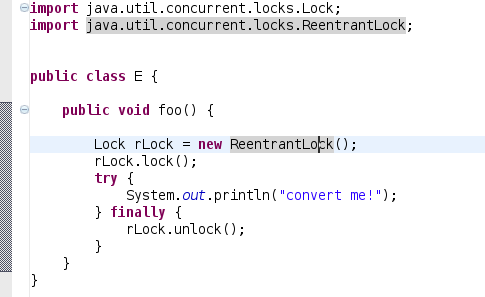 import java.util.concurrent.locks.Lock;
import java.util.concurrent.locks.ReentrantLock;
public class E {
public void foo() {
Lock rLock = new ReentrantLock();
rLock.lock();
try {
System.out.println("convert me!");
} finally {
rLock.unlock();
}
}
}